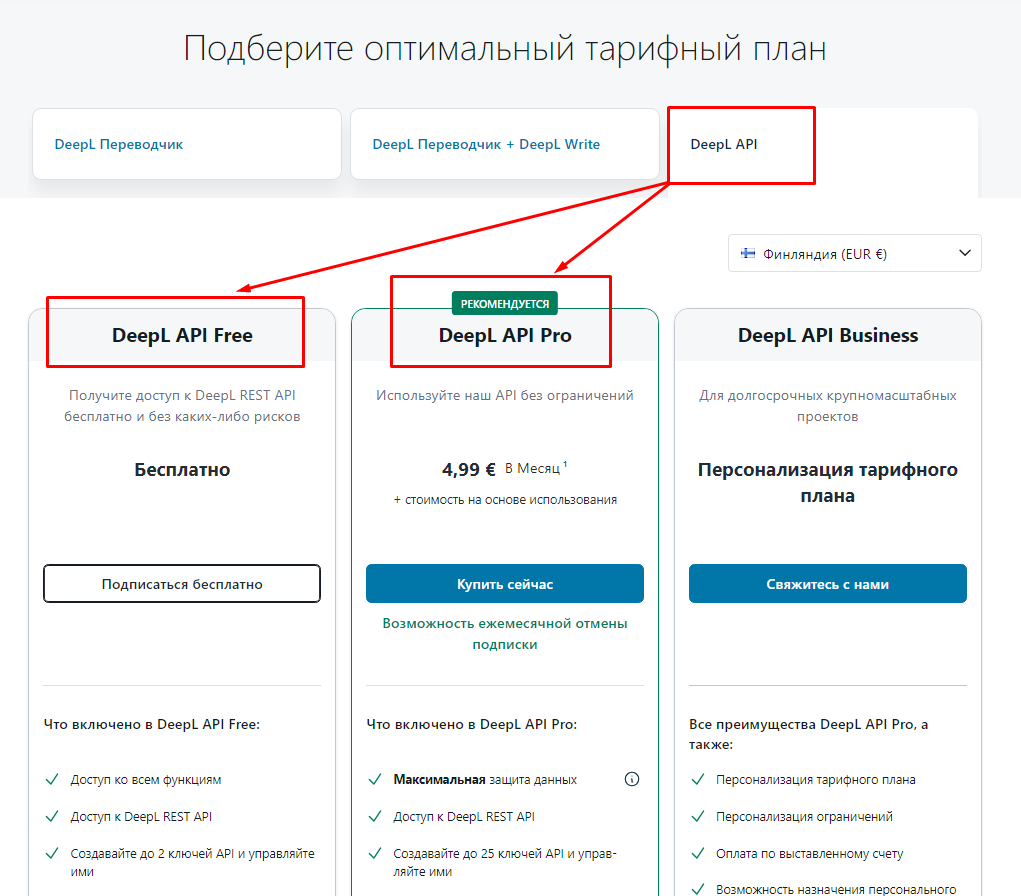 Подберите оптимальный тарифный план
DeepL Переводчик
DeepL Переводчик + DeepL Write
DeepL API
Финляндия (EUR €)
DeepL API Free
Получите доступ к DeepL REST API
бесплатно и без каких-либо рисков
Бесплатно
Подписаться бесплатно
Что включено в DeepL API Free:
Доступ ко всем функциям
Доступ к DeepL REST API
Создавайте до 2 ключей API и управляйте
ими
РЕКОМЕНДУЕТСЯ
DeepL API Pro
Используйте наш API без ограничений
4,99 € В Месяц 1
+ стоимость на основе использования
Купить сейчас
Возможность ежемесячной отмены
подписки
Что включено в DeepL API Pro:
Максимальная защита данных
Доступ к DeepL REST API
Создавайте до 25 ключей API и управ-
ляйте ими
DeepL API Business
Для долгосрочных крупномасштабных
проектов
Персонализация тарифного
плана
Свяжитесь с нами
Все преимущества DeepL API Pro, а
также:
Персонализация тарифного плана
Персонализация ограничений
Оплата по выставленному счету
Возможность назначения персонального